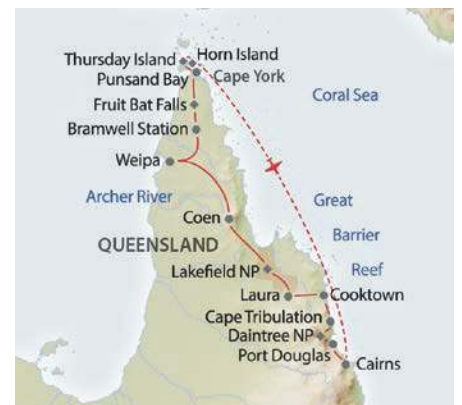 Thursday Island
Horn Island
Punsand Bay
Cape York
Fruit Bat Falls
Coral Sea
Bramwell Station
Weipa
Archer River
Great
Coen
Barrier
QUEENSLAND
Lakefield NP
Reef
Laura
Cooktown
Cape Tribulation
Daintree NP
Port Douglas
Cairns